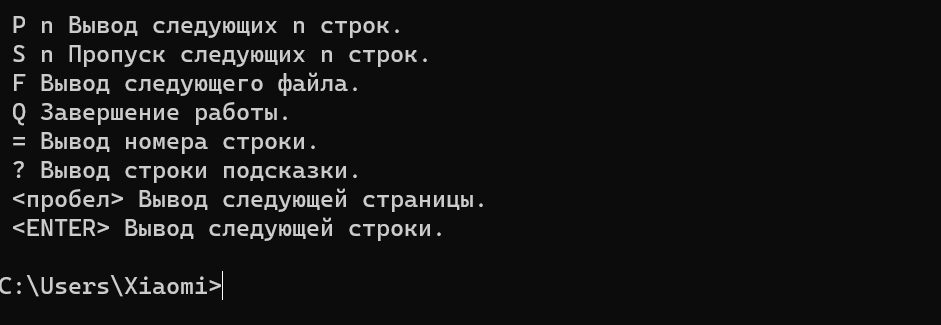 P n Вывод следующих n строк.
S n Пропуск следующих n строк.
F Вывод следующего файла.
Q Завершение работы.
= Вывод номера строки.
? Вывод строки подсказки.
<пробел> Вывод следующей страницы.
<ENTER> Вывод следующей строки.
C:\Users\Xiaomi>